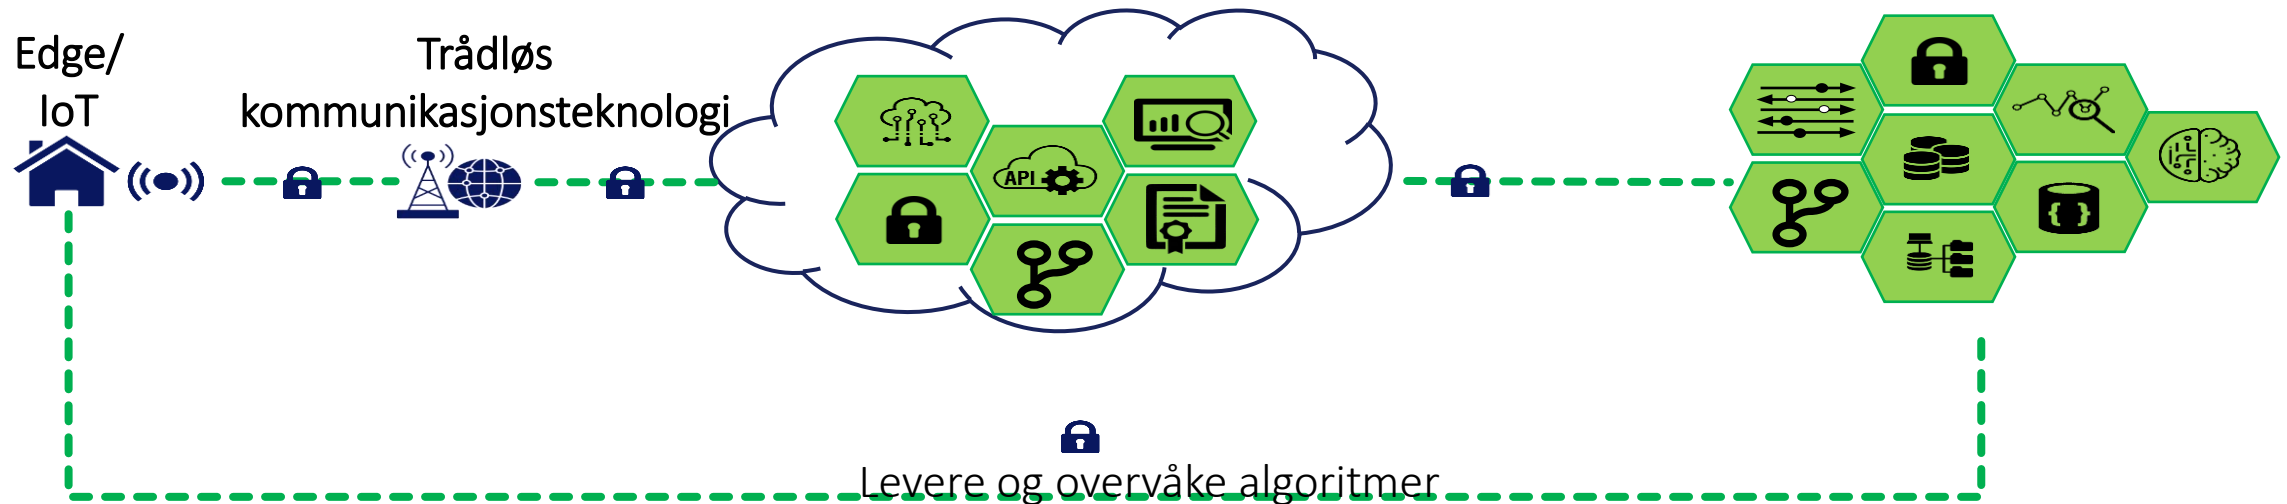 Edge/
IoT
Trådløs
kommunikasjonsteknologi
API
{ }
Levere og overvåke algoritmer